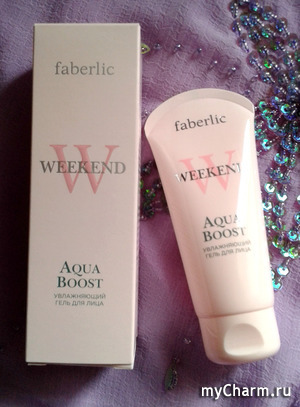 faberlic
W
WEEKEND
AQUA
BOOST
УВЛАЖНЯЮЩИЙ
ГЕЛЬ ДЛЯ ЛИЦА
faberlic
W
WEEKEND
AQUA
BOOST
УВЛАЖНЯЮЩИЙ
ГЕЛЬ ДЛЯ ЛИЦА
myCharm.ru